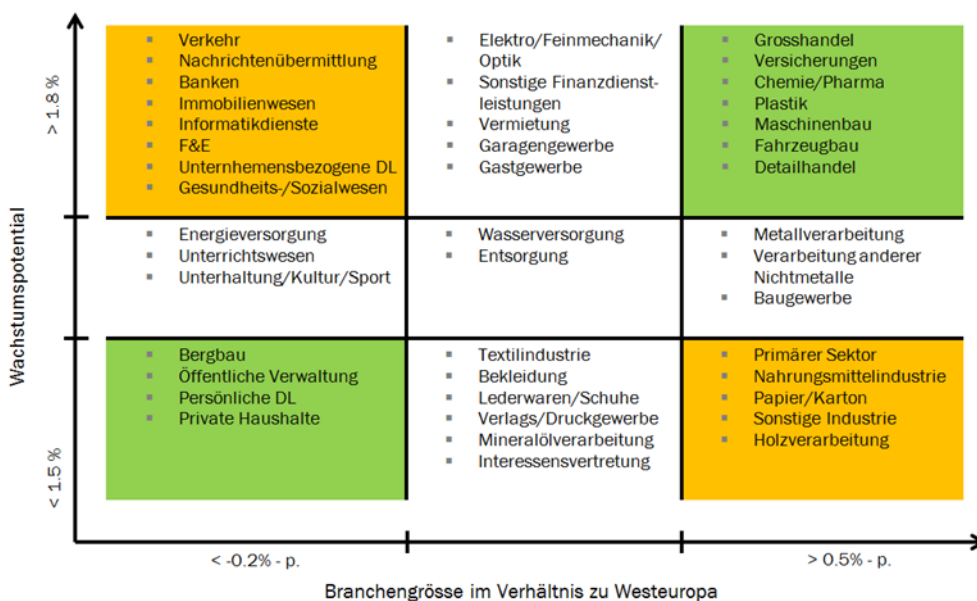 > 1.8 %
Wachstumspotential
< 1.5 %
Verkehr
Nachrichtenübermittlung
Banken
Immobilienwesen
Informatikdienste
F&E
Unternhemensbezogene DL
Gesundheits-/Sozialwesen
Elektro/Feinmechanik/
Optik
Sonstige Finanzdienst-
leistungen
Vermietung
Garagengewerbe
Gastgewerbe
Grosshandel
Versicherungen
Chemie/Pharma
Plastik
Maschinenbau
Fahrzeugbau
Detailhandel
Energieversorgung
Unterrichtswesen
Unterhaltung/Kultur/Sport
Wasserversorgung
Entsorgung
Metallverarbeitung
Verarbeitung anderer
Nichtmetalle
Baugewerbe
Bergbau
Öffentliche Verwaltung
Persönliche DL
Private Haushalte
Textilindustrie
Bekleidung
Lederwaren/Schuhe
Verlags/Druckgewerbe
Mineralölverarbeitung
Interessensvertretung
Primärer Sektor
Nahrungsmittelindustrie
Papier/Karton
Sonstige Industrie
Holzverarbeitung
< -0.2% - p.
> 0.5% - p.
Branchengrösse im Verhältnis zu Westeuropa